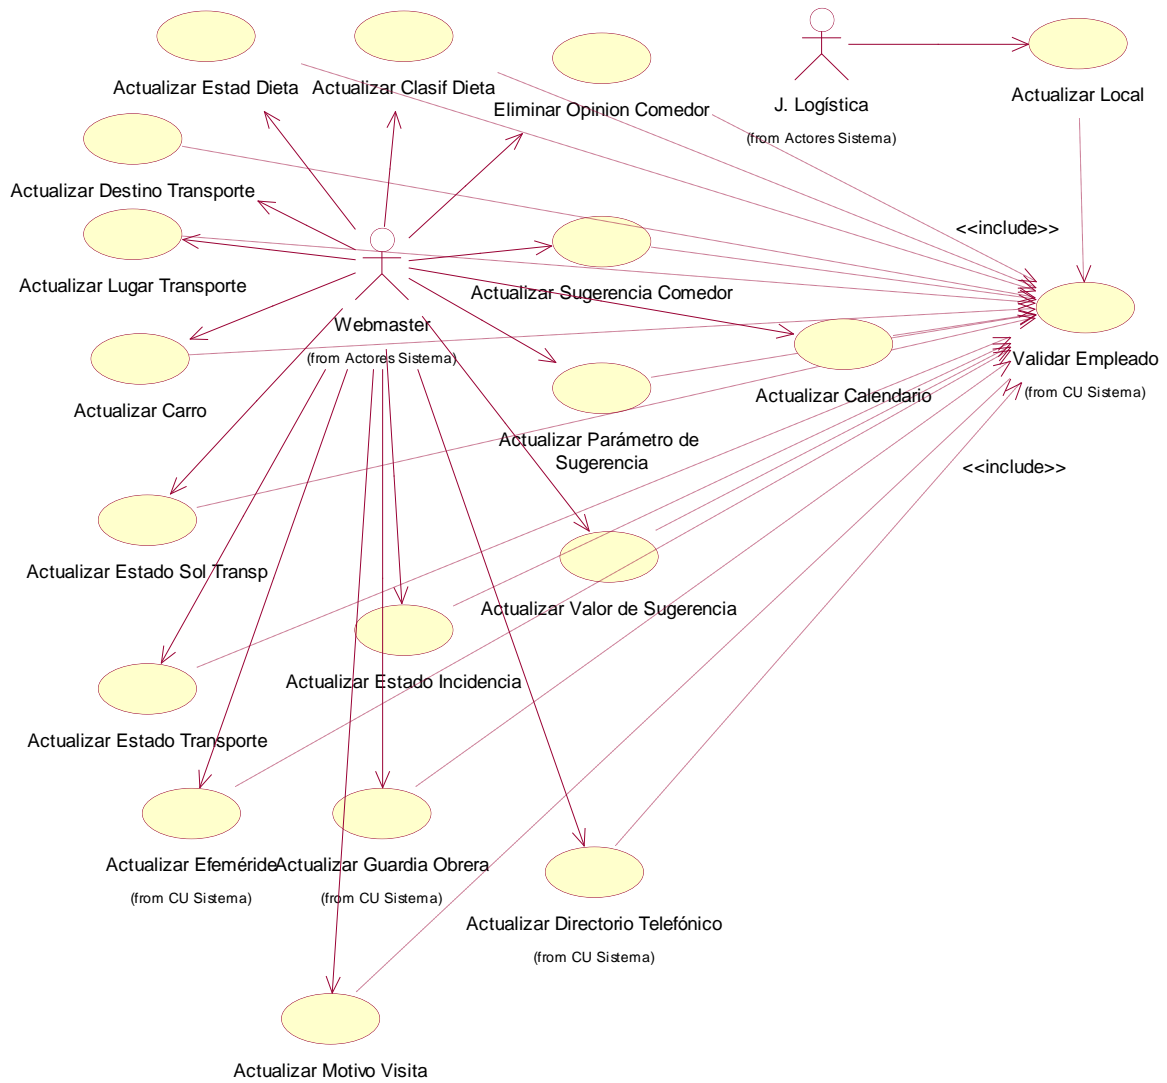 Actualizar Estad Dieta
Actualizar Clasif Dieta
Eliminar Opinion Comedor
J. Logística
(from Actores Sistema)
Actualizar Local
Actualizar Destino Transporte
<<include>>
Actualizar Lugar Transporte
Actualizar Sugerencia Comedor
Webmaster
(from Actores Sistema)
Validar Empleado
(from CU Sistema)
Actualizar Carro
Actualizar Calendario
Actualizar Parámetro de
Sugerencia
<<include>>
Actualizar Estado Sol Transp
Actualizar Valor de Sugerencia
Actualizar Estado Incidencia
Actualizar Estado Transporte
Actualizar Efeméride
(from CU Sistema)
Actualizar Guardia Obrera
(from CU Sistema)
Actualizar Directorio Telefónico
(from CU Sistema)
Actualizar Motivo Visita